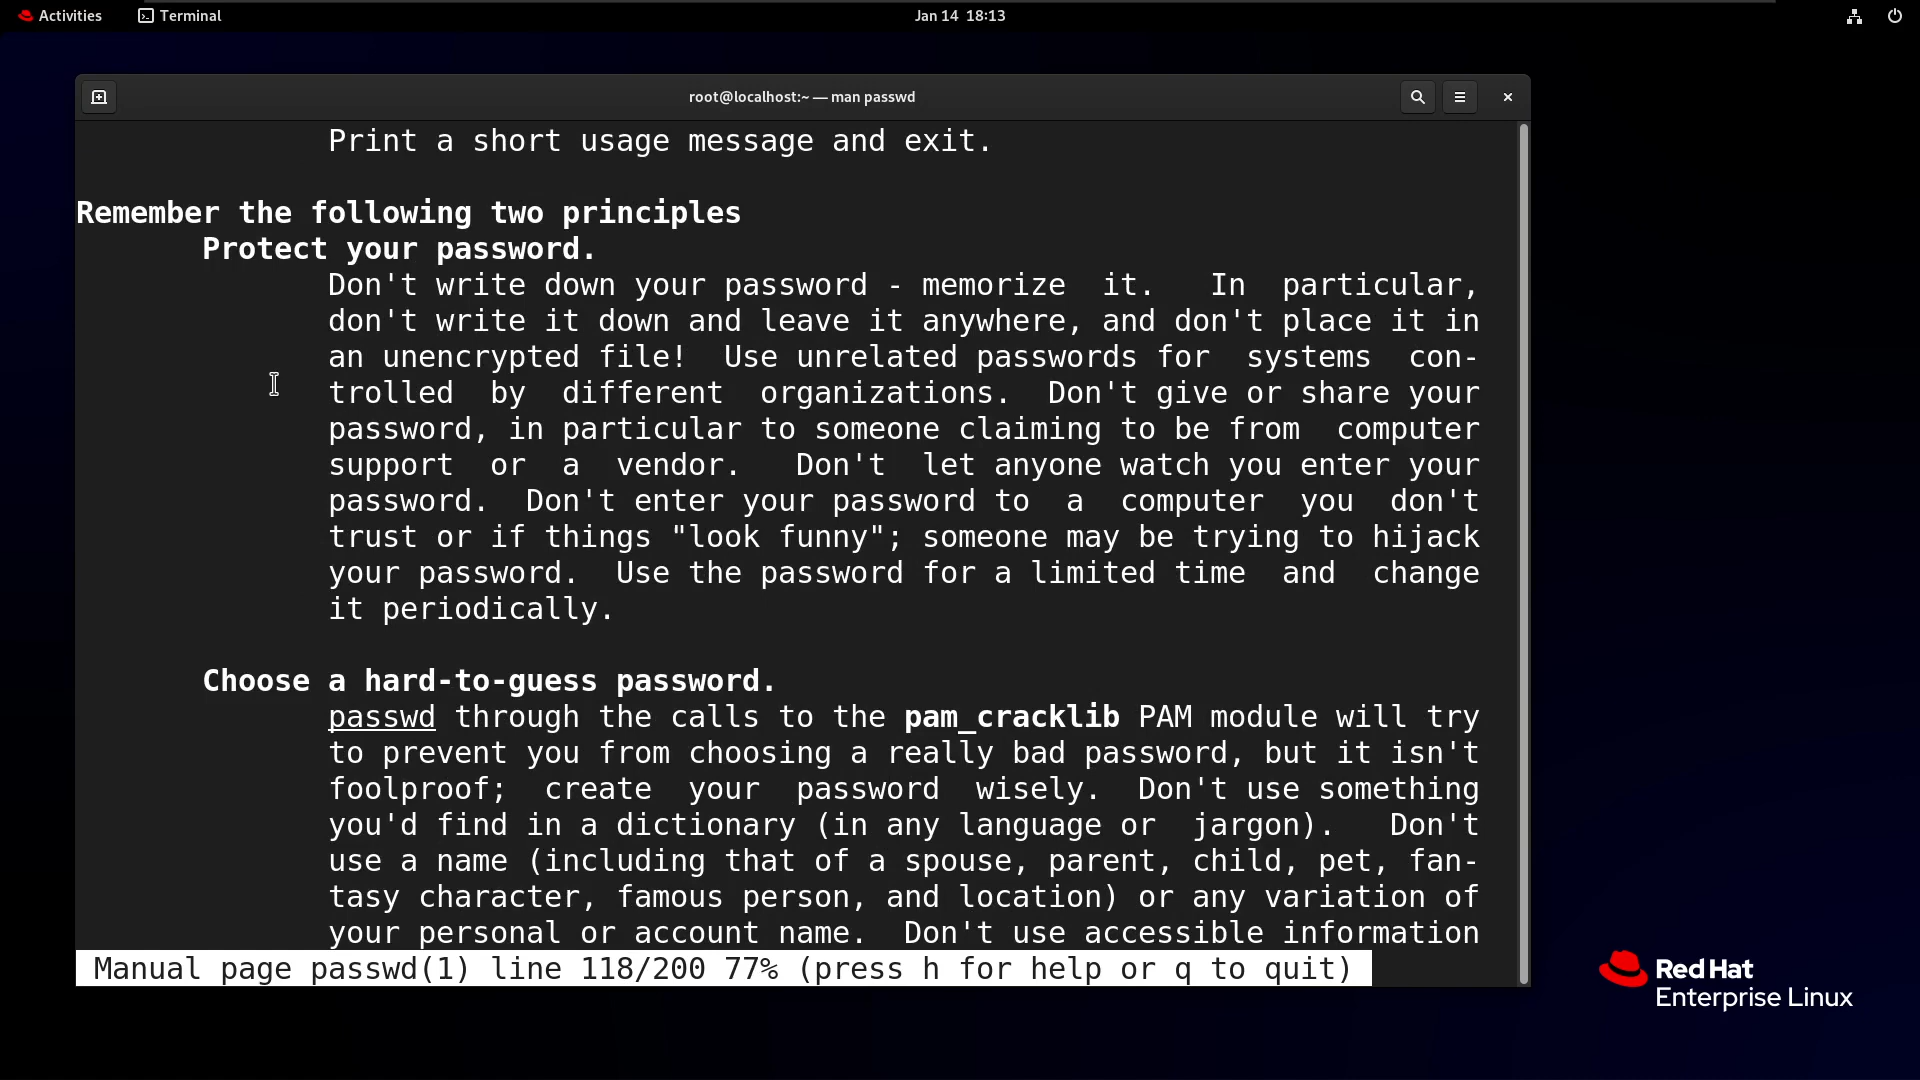 Activities
Terminal
Jan 14 18:13
root@localhost:~ — man passwd
Print a short usage message and exit.
Remember the following two principles
Protect your password.
Don't write down your password - memorize it. In particular,
don't write it down and leave it anywhere, and don't place it in
an unencrypted file! Use unrelated passwords for systems con-
trolled by different organizations. Don't give or share your
password, in particular to someone claiming to be from computer
support or a vendor. Don't let anyone watch you enter your
password. Don't enter your password to a computer you don't
trust or if things "look funny"; someone may be trying to hijack
your password. Use the password for a limited time and change
it periodically.
Choose a hard-to-guess password.
passwd through the calls to the pam_cracklib PAM module will try
to prevent you from choosing a really bad password, but it isn't
foolproof; create your password wisely. Don't use something
you'd find in a dictionary (in any language or jargon). Don't
use a name (including that of a spouse, parent, child, pet, fan-
tasy character, famous person, and location) or any variation of
your personal or account name. Don't use accessible information
Manual page passwd(1) line 118/200 77% (press h for help or q to quit)
Red Hat
Enterprise Linux